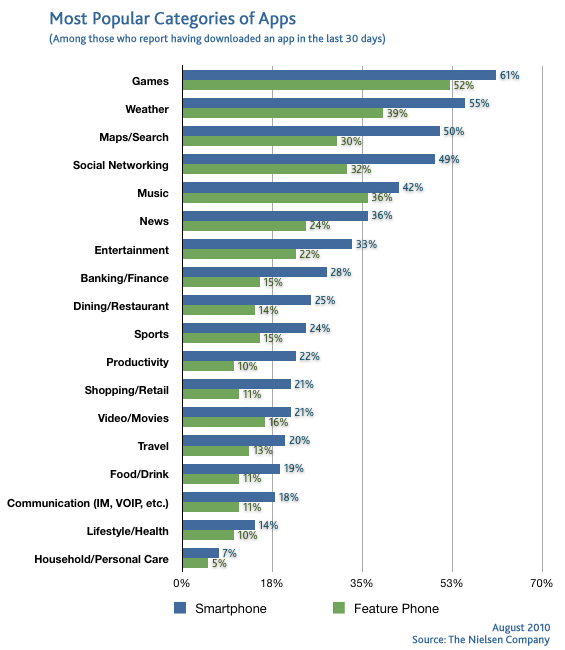 Most Popular Categories of Apps
(Among those who report having downloaded an app in the last 30 days)
Games 61% 52%
Weather 55% 39%
Maps/Search 50% 30%
Social Networking 49% 32%
Music 42% 36%
News 36% 24%
Entertainment 33% 22%
Banking/Finance 28% 15%
Dining/Restaurant 25% 14%
Sports 24% 15%
Productivity 22% 10%
Shopping/Retail 21% 11%
Video/Movies 21% 16%
Travel 20% 13%
Food/Drink 19% 11%
Communication (IM, VOIP, etc.) 18% 11%
Lifestyle/Health 14% 10%
Household/Personal Care 7% 5%
0% 18% 35% 53% 70%
Smartphone Feature Phone
August 2010
Source: The Nielsen Company